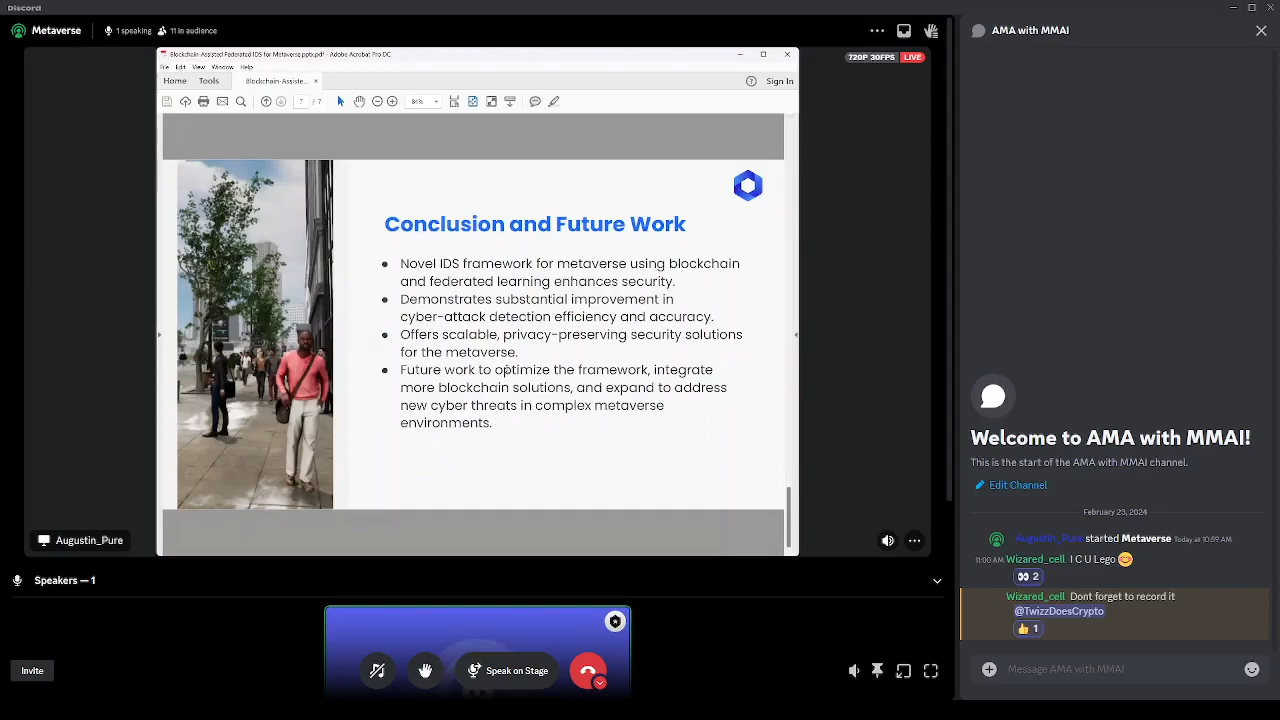 Discord
Metaverse
1 speaking
11 in audience
AMA with MMAI
Blockchain-Assisted Federated IDS for Metaverse.pptx.pdf - Adobe Acrobat Pro DC
720P 30FPS
LIVE
File Edit View Window Help
Home
Tools
Blockchain-Assiste...
Sign In
7 / 7
84%
Conclusion and Future Work
Novel IDS framework for metaverse using blockchain
and federated learning enhances security.
Demonstrates substantial improvement in
cyber-attack detection efficiency and accuracy.
Offers scalable, privacy-preserving security solutions
for the metaverse.
Future work to optimize the framework, integrate
more blockchain solutions, and expand to address
new cyber threats in complex metaverse
environments.
Augustin_Pure
Speakers — 1
Invite
Speak on Stage
Welcome to AMA with MMAI!
This is the start of the AMA with MMAI channel.
Edit Channel
February 23, 2024
Augustin_Pure started Metaverse Today at 10:59 AM
11:00 AM Wizared_cell I C U Lego
2
Wizared_cell Dont forget to record it
@TwizzDoesCrypto
1
Message AMA with MMAI